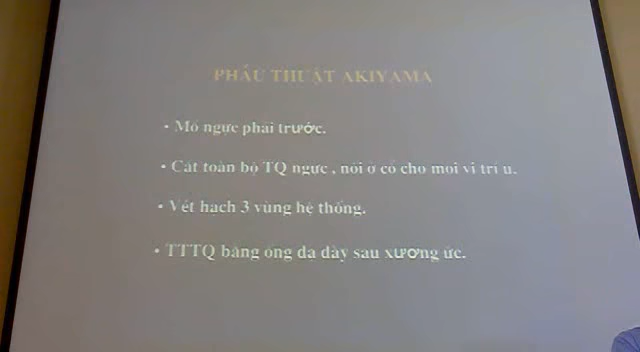 PHẪU THUẬT AKIYAMA
• Mở ngực phải trước.
• Cắt toàn bộ TQ ngực , nối ở cổ cho mọi vị trí u.
• Vét hạch 3 vùng hệ thống.
• TTTQ bằng ống dạ dày sau xương ức.